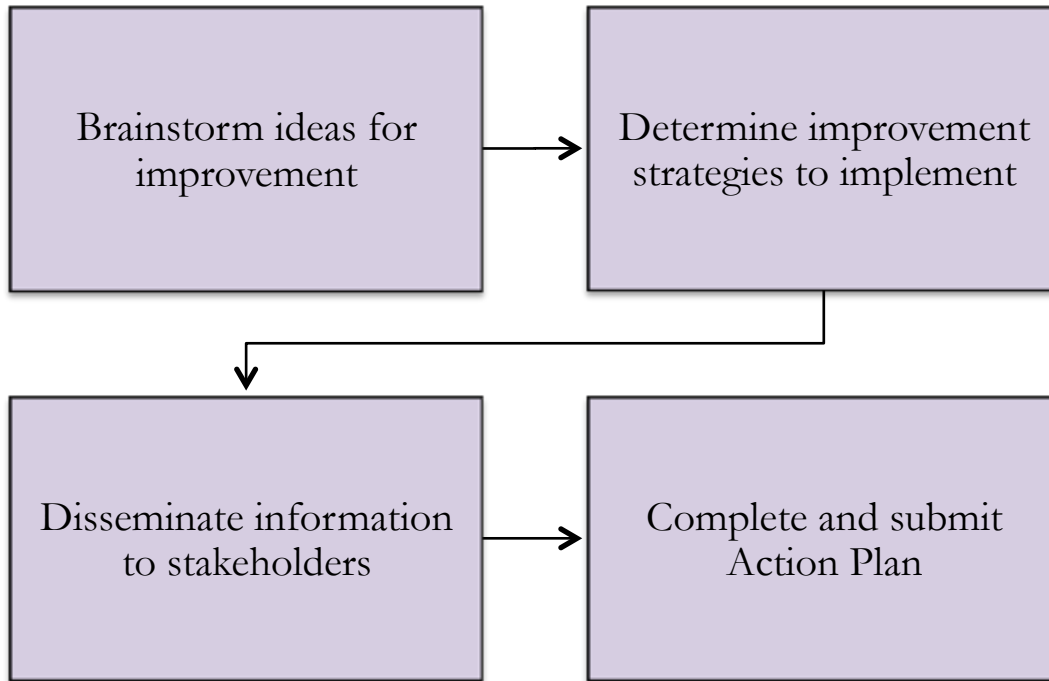 Brainstorm ideas for
improvement
Determine improvement
strategies to implement
Disseminate information
to stakeholders
Complete and submit
Action Plan